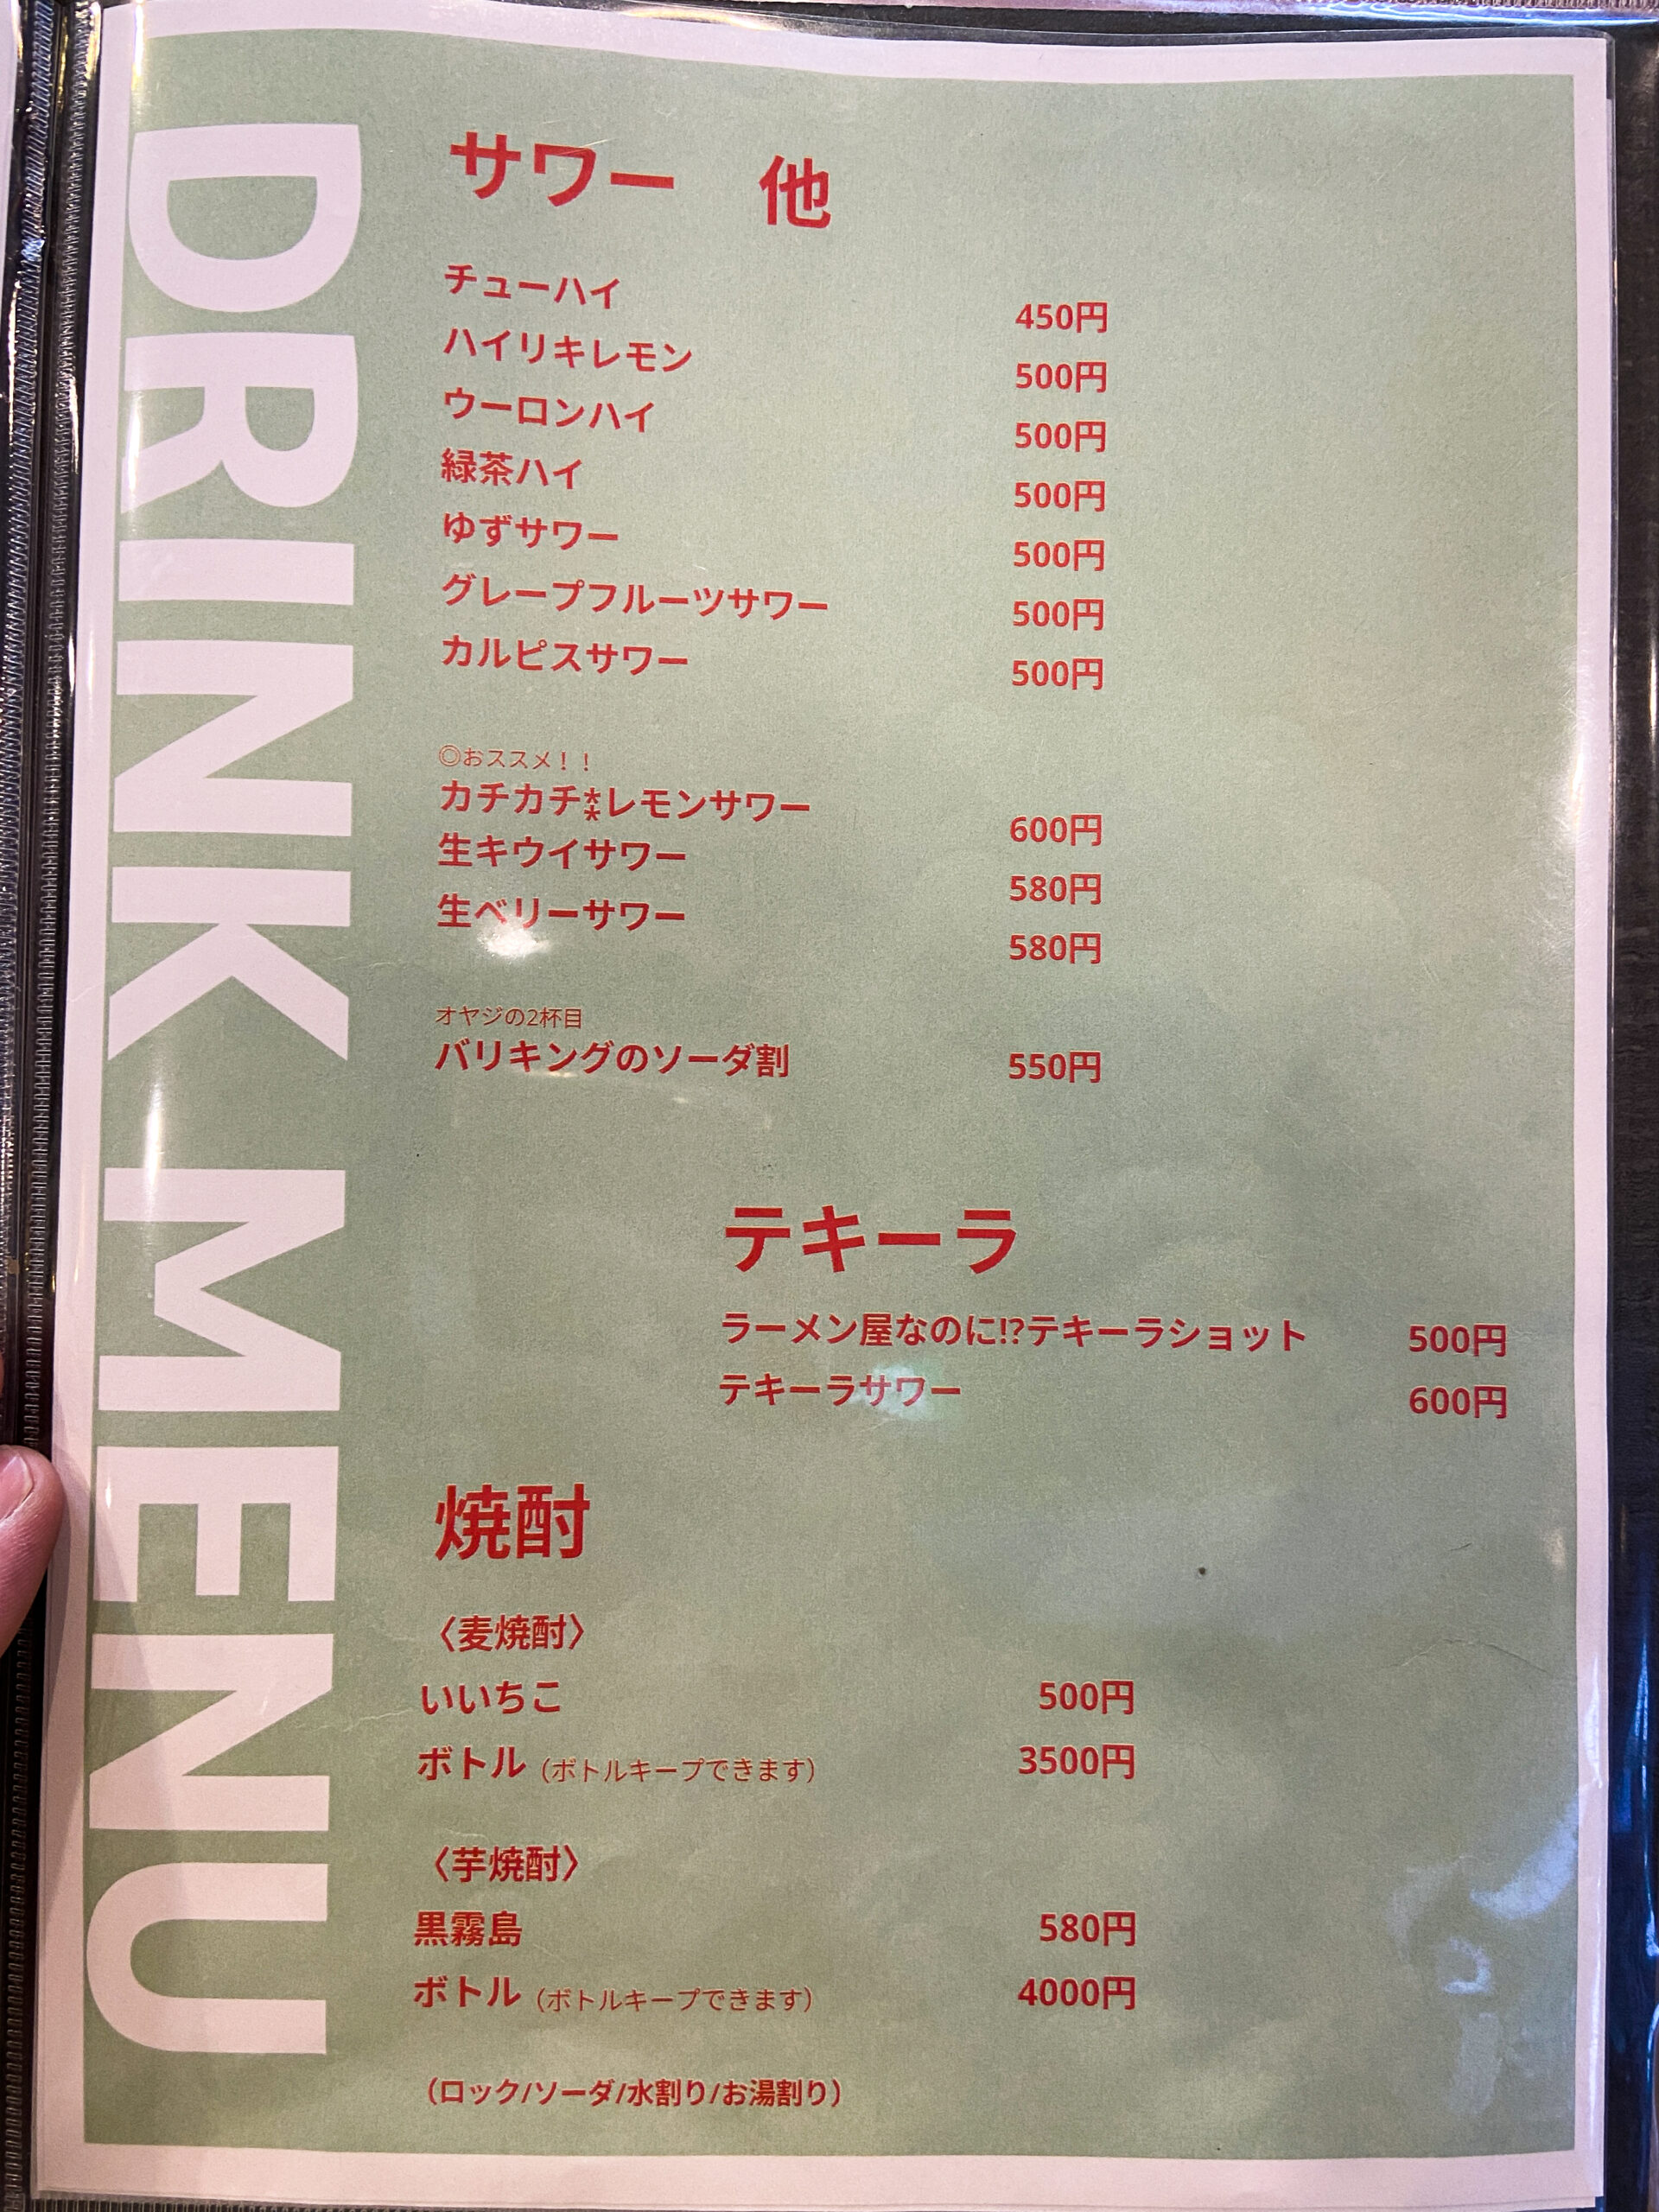 DRINK MENU
サワー 他
チューハイ 450円
ハイリキレモン 500円
ウーロンハイ 500円
緑茶ハイ 500円
ゆずサワー 500円
グレープフルーツサワー 500円
カルピスサワー 500円
◎おススメ！！
カチカチ⁑レモンサワー 600円
生キウイサワー 580円
生ベリーサワー 580円
オヤジの2杯目
バリキングのソーダ割 550円
テキーラ
ラーメン屋なのに!?テキーラショット 500円
テキーラサワー 600円
焼酎
〈麦焼酎〉
いいちこ 500円
ボトル（ボトルキープできます） 3500円
〈芋焼酎〉
黒霧島 580円
ボトル（ボトルキープできます） 4000円
（ロック/ソーダ/水割り/お湯割り）